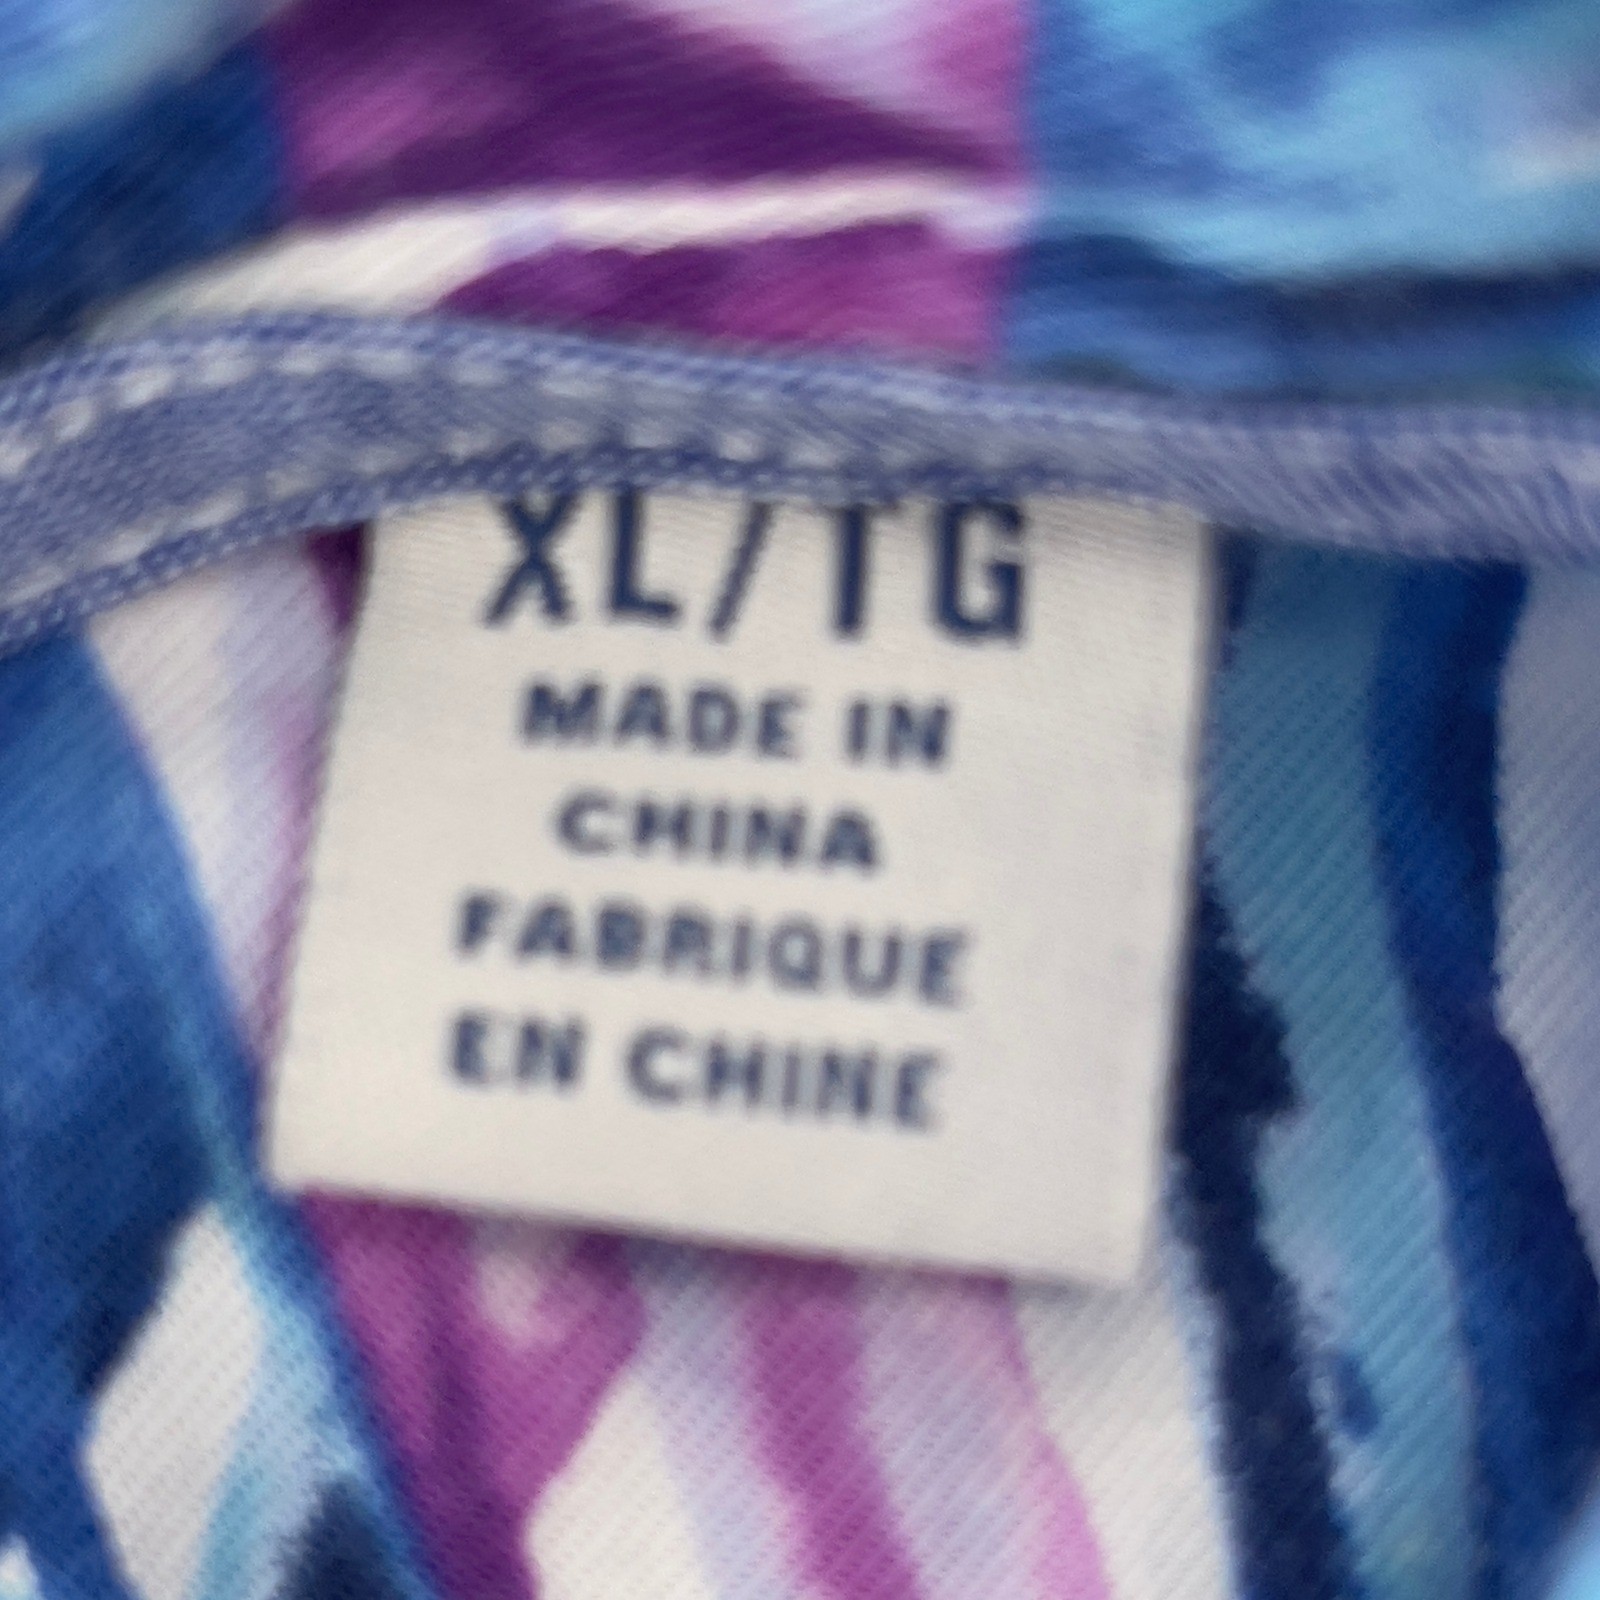 XL/TG
MADE IN
CHINA
FABRIQUE
EN CHINE